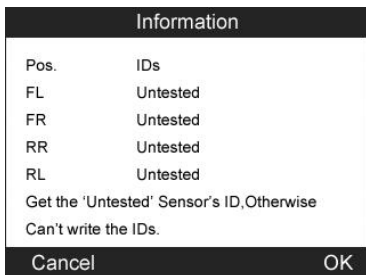 Information
Pos. IDs
FL Untested
FR Untested
RR Untested
RL Untested
Get the ‘Untested’ Sensor’s ID,Otherwise
Can’t write the IDs.
Cancel OK